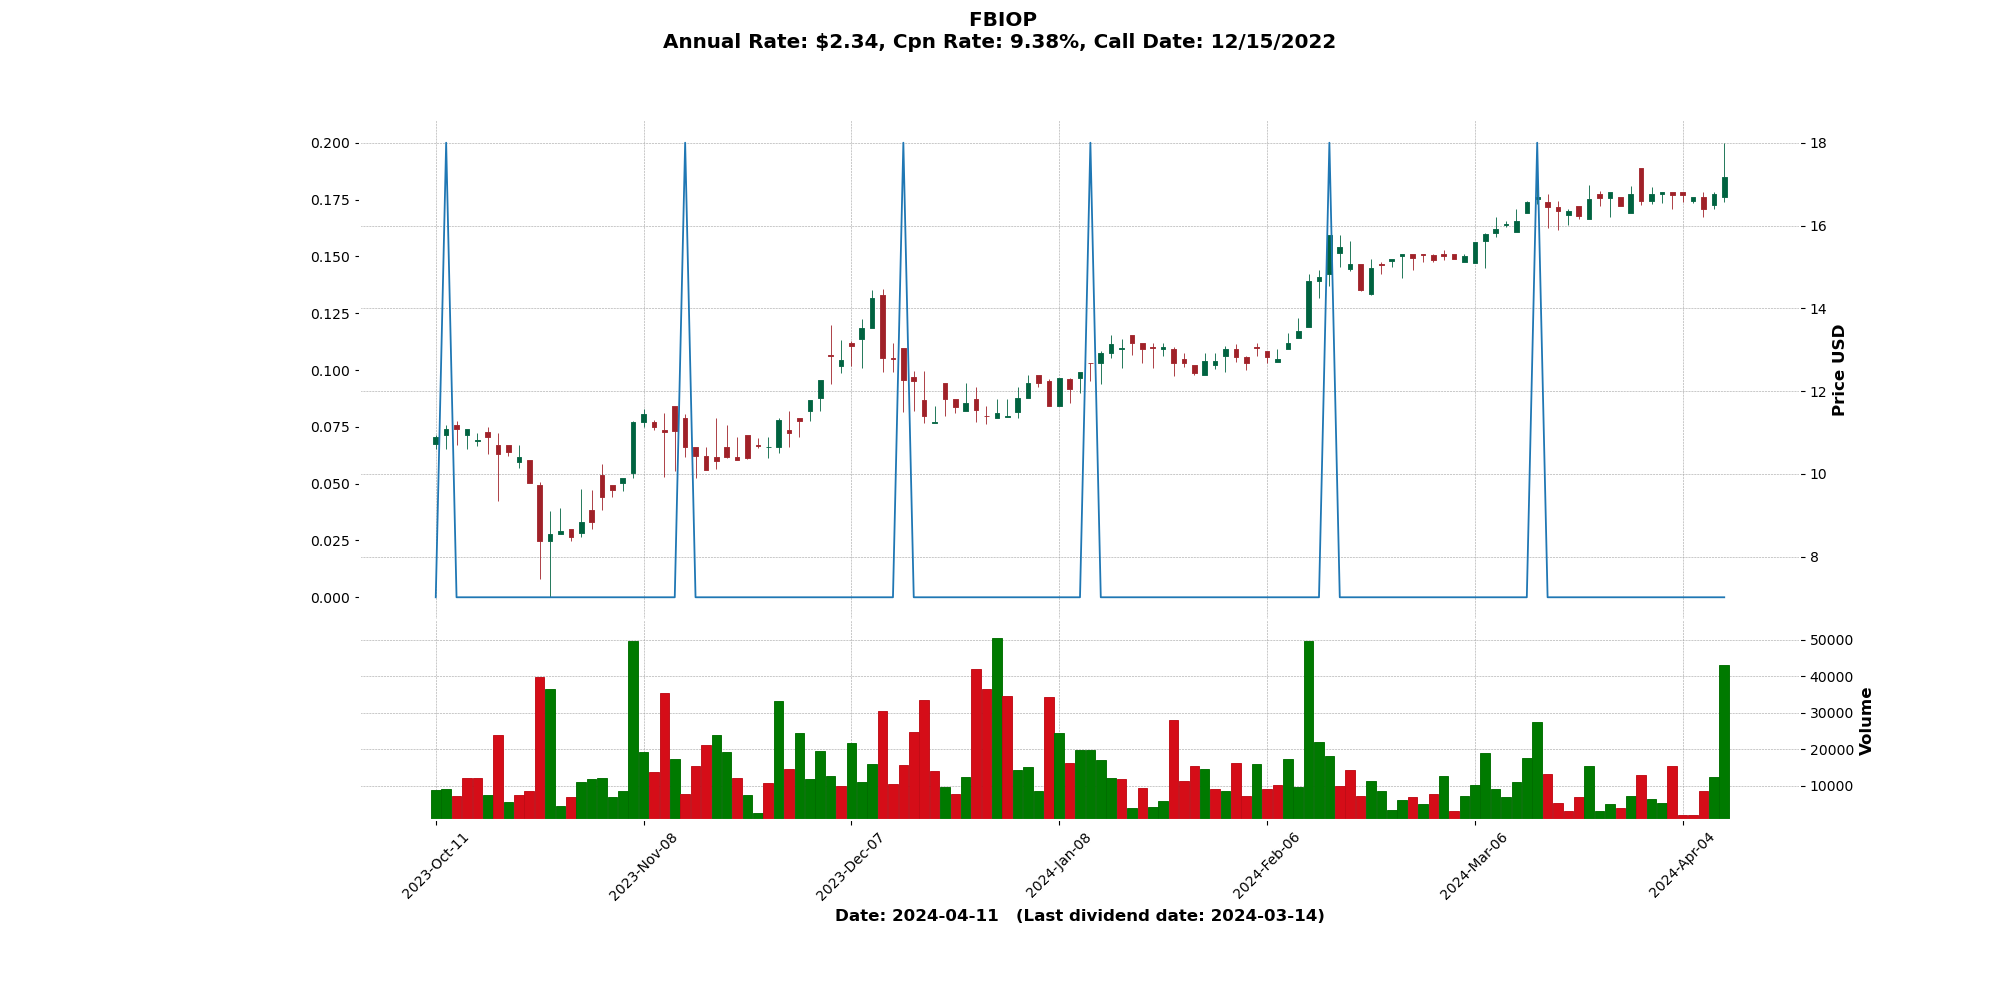 FBIOP
Annual Rate: $2.34, Cpn Rate: 9.38%, Call Date: 12/15/2022
0.200
0.175
0.150
0.125
0.100
0.075
0.050
0.025
0.000
18
16
14
12
10
8
Price USD
50000
40000
30000
20000
10000
Volume
2023-Oct-11
2023-Nov-08
2023-Dec-07
2024-Jan-08
2024-Feb-06
2024-Mar-06
2024-Apr-04
Date: 2024-04-11 (Last dividend date: 2024-03-14)